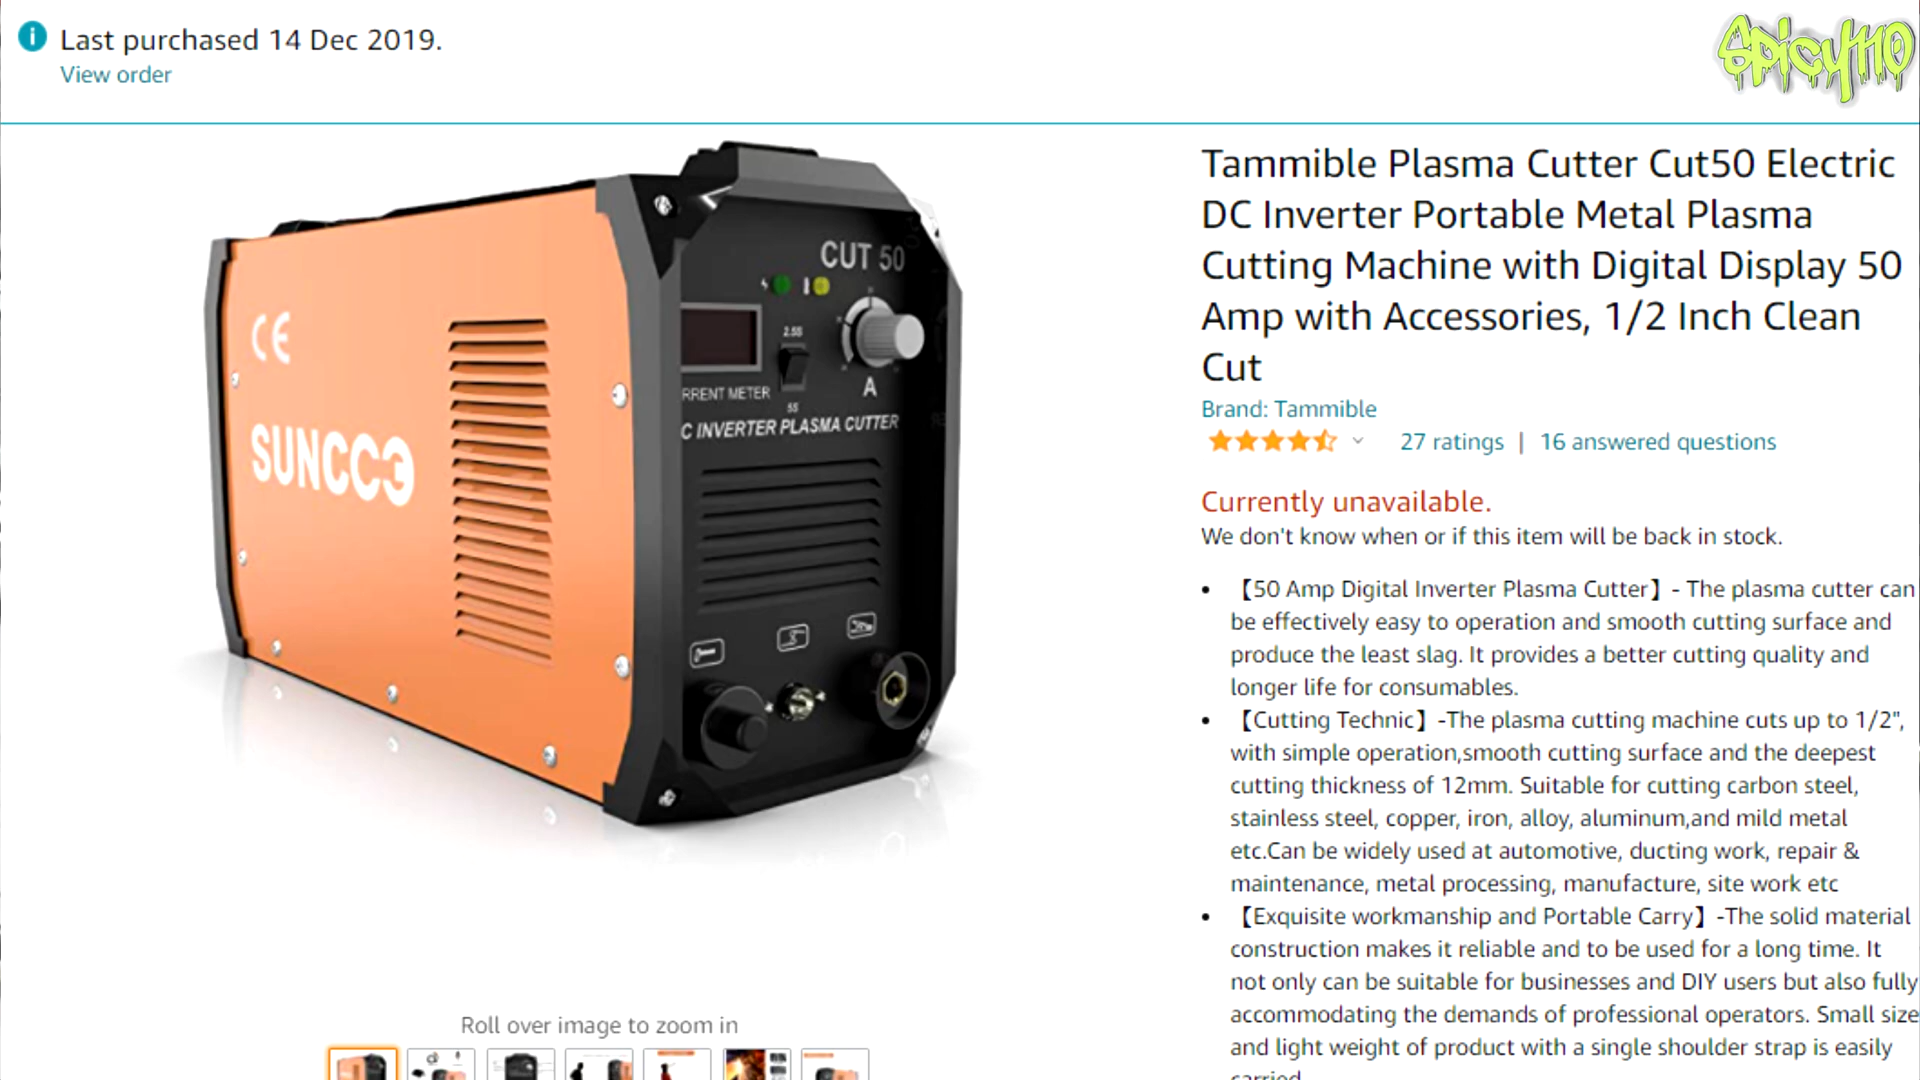 Last purchased 14 Dec 2019.
View order
Spicy110
CE
SUNCC
CUT 50
2.5S
5S
A
RRENT METER
C INVERTER PLASMA CUTTER
Roll over image to zoom in
Tammible Plasma Cutter Cut50 Electric
DC Inverter Portable Metal Plasma
Cutting Machine with Digital Display 50
Amp with Accessories, 1/2 Inch Clean
Cut
Brand: Tammible
27 ratings | 16 answered questions
Currently unavailable.
We don't know when or if this item will be back in stock.
• 【50 Amp Digital Inverter Plasma Cutter】- The plasma cutter can
be effectively easy to operation and smooth cutting surface and
produce the least slag. It provides a better cutting quality and
longer life for consumables.
• 【Cutting Technic】-The plasma cutting machine cuts up to 1/2",
with simple operation,smooth cutting surface and the deepest
cutting thickness of 12mm. Suitable for cutting carbon steel,
stainless steel, copper, iron, alloy, aluminum,and mild metal
etc.Can be widely used at automotive, ducting work, repair &
maintenance, metal processing, manufacture, site work etc
• 【Exquisite workmanship and Portable Carry】-The solid material
construction makes it reliable and to be used for a long time. It
not only can be suitable for businesses and DIY users but also fully
accommodating the demands of professional operators. Small size
and light weight of product with a single shoulder strap is easily
carried